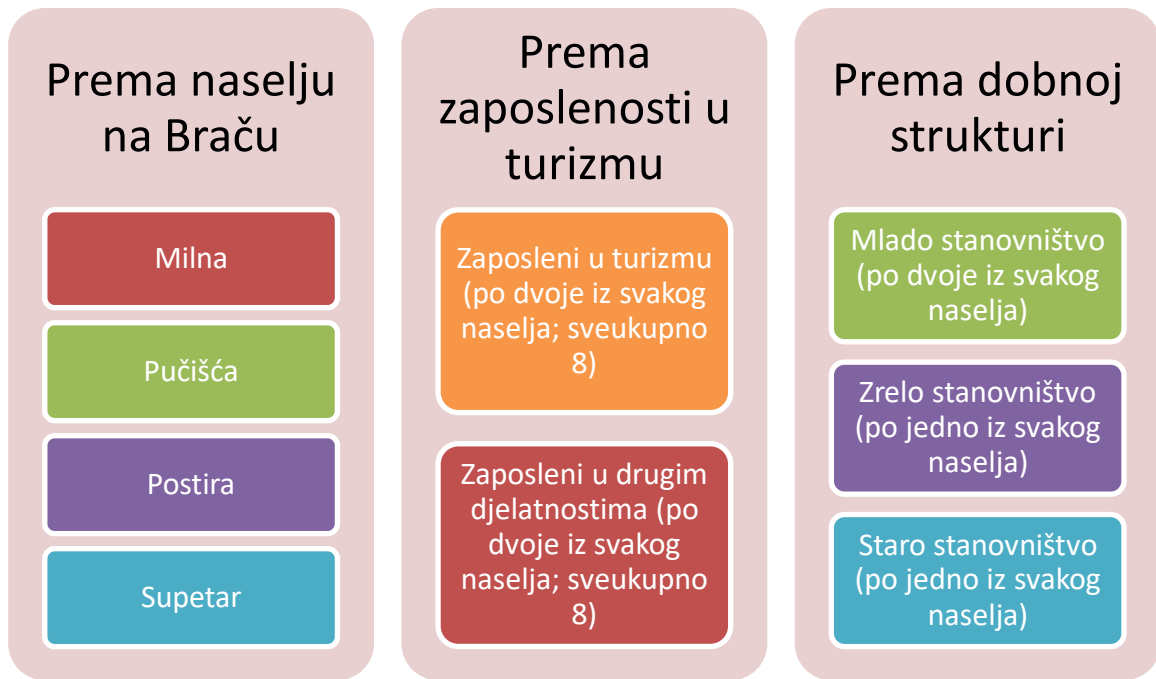 Prema naselju
na Braču
Milna
Pučišća
Postira
Supetar
Prema
zaposlenosti u
turizmu
Zaposleni u turizmu
(po dvoje iz svakog
naselja; sveukupno
8)
Zaposleni u drugim
djelatnostima (po
dvoje iz svakog
naselja; sveukupno
8)
Prema dobnoj
strukturi
Mlado stanovništvo
(po dvoje iz svakog
naselja)
Zrelo stanovništvo
(po jedno iz svakog
naselja)
Staro stanovništvo
(po jedno iz svakog
naselja)